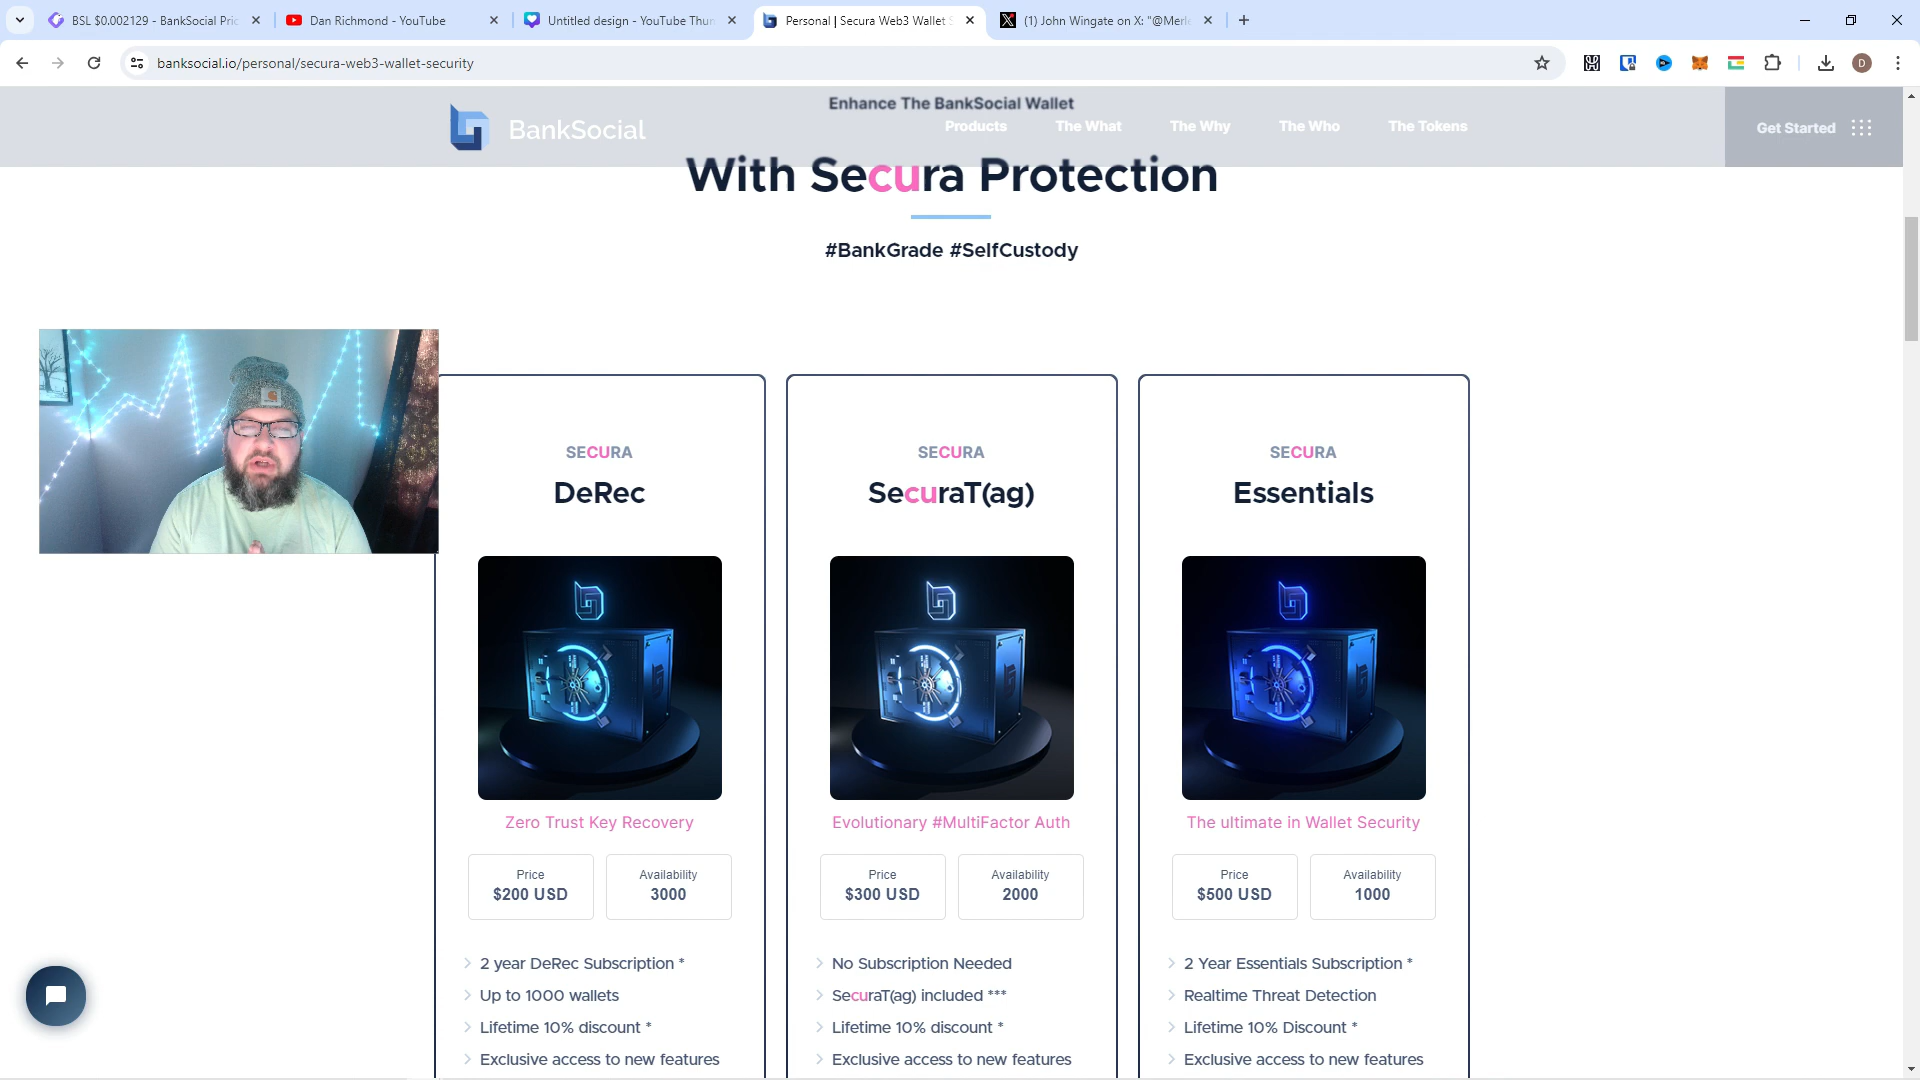 BSL $0.002129 - BankSocial Pric
Dan Richmond - YouTube
Untitled design - YouTube Thun
Personal | Secura Web3 Wallet S
(1) John Wingate on X: "@Merle
banksocial.io/personal/secura-web3-wallet-security
D
Enhance The BankSocial Wallet
BankSocial
Products
The What
The Why
The Who
The Tokens
Get Started
With Secura Protection
#BankGrade #SelfCustody
SECURA
DeRec
Zero Trust Key Recovery
Price
$200 USD
Availability
3000
2 year DeRec Subscription *
Up to 1000 wallets
Lifetime 10% discount *
Exclusive access to new features
SECURA
SecuraT(ag)
Evolutionary #MultiFactor Auth
Price
$300 USD
Availability
2000
No Subscription Needed
SecuraT(ag) included ***
Lifetime 10% discount *
Exclusive access to new features
SECURA
Essentials
The ultimate in Wallet Security
Price
$500 USD
Availability
1000
2 Year Essentials Subscription *
Realtime Threat Detection
Lifetime 10% Discount *
Exclusive access to new features